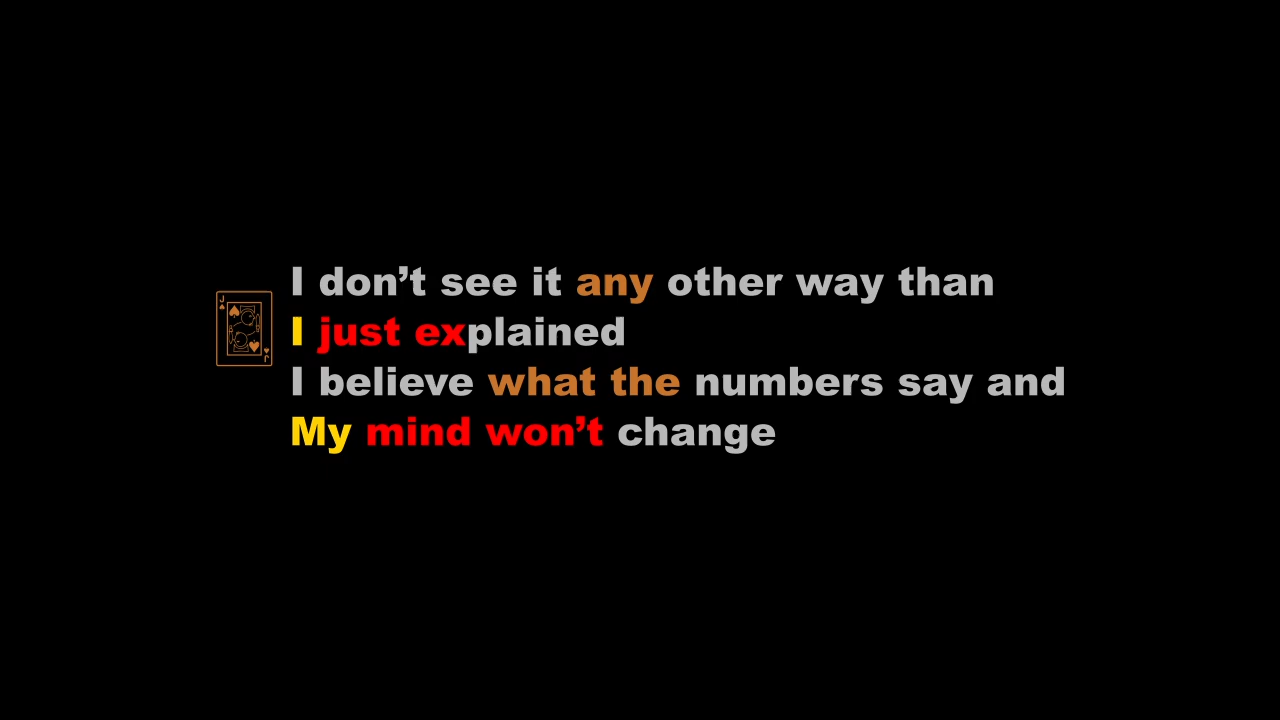 J
I don’t see it any other way than
I just explained
I believe what the numbers say and
My mind won’t change
J